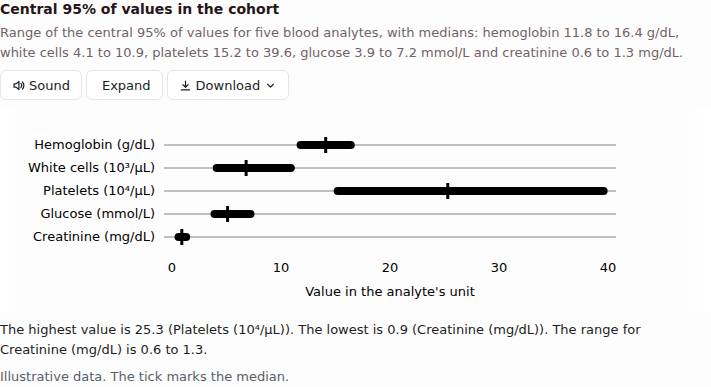 Central 95% of values in the cohort
Range of the central 95% of values for five blood analytes, with medians: hemoglobin 11.8 to 16.4 g/dL,
white cells 4.1 to 10.9, platelets 15.2 to 39.6, glucose 3.9 to 7.2 mmol/L and creatinine 0.6 to 1.3 mg/dL.
Sound Expand Download
Hemoglobin (g/dL)
White cells (10³/µL)
Platelets (10⁴/µL)
Glucose (mmol/L)
Creatinine (mg/dL)
0 10 20 30 40
Value in the analyte's unit
The highest value is 25.3 (Platelets (10⁴/µL)). The lowest is 0.9 (Creatinine (mg/dL)). The range for
Creatinine (mg/dL) is 0.6 to 1.3.
Illustrative data. The tick marks the median.